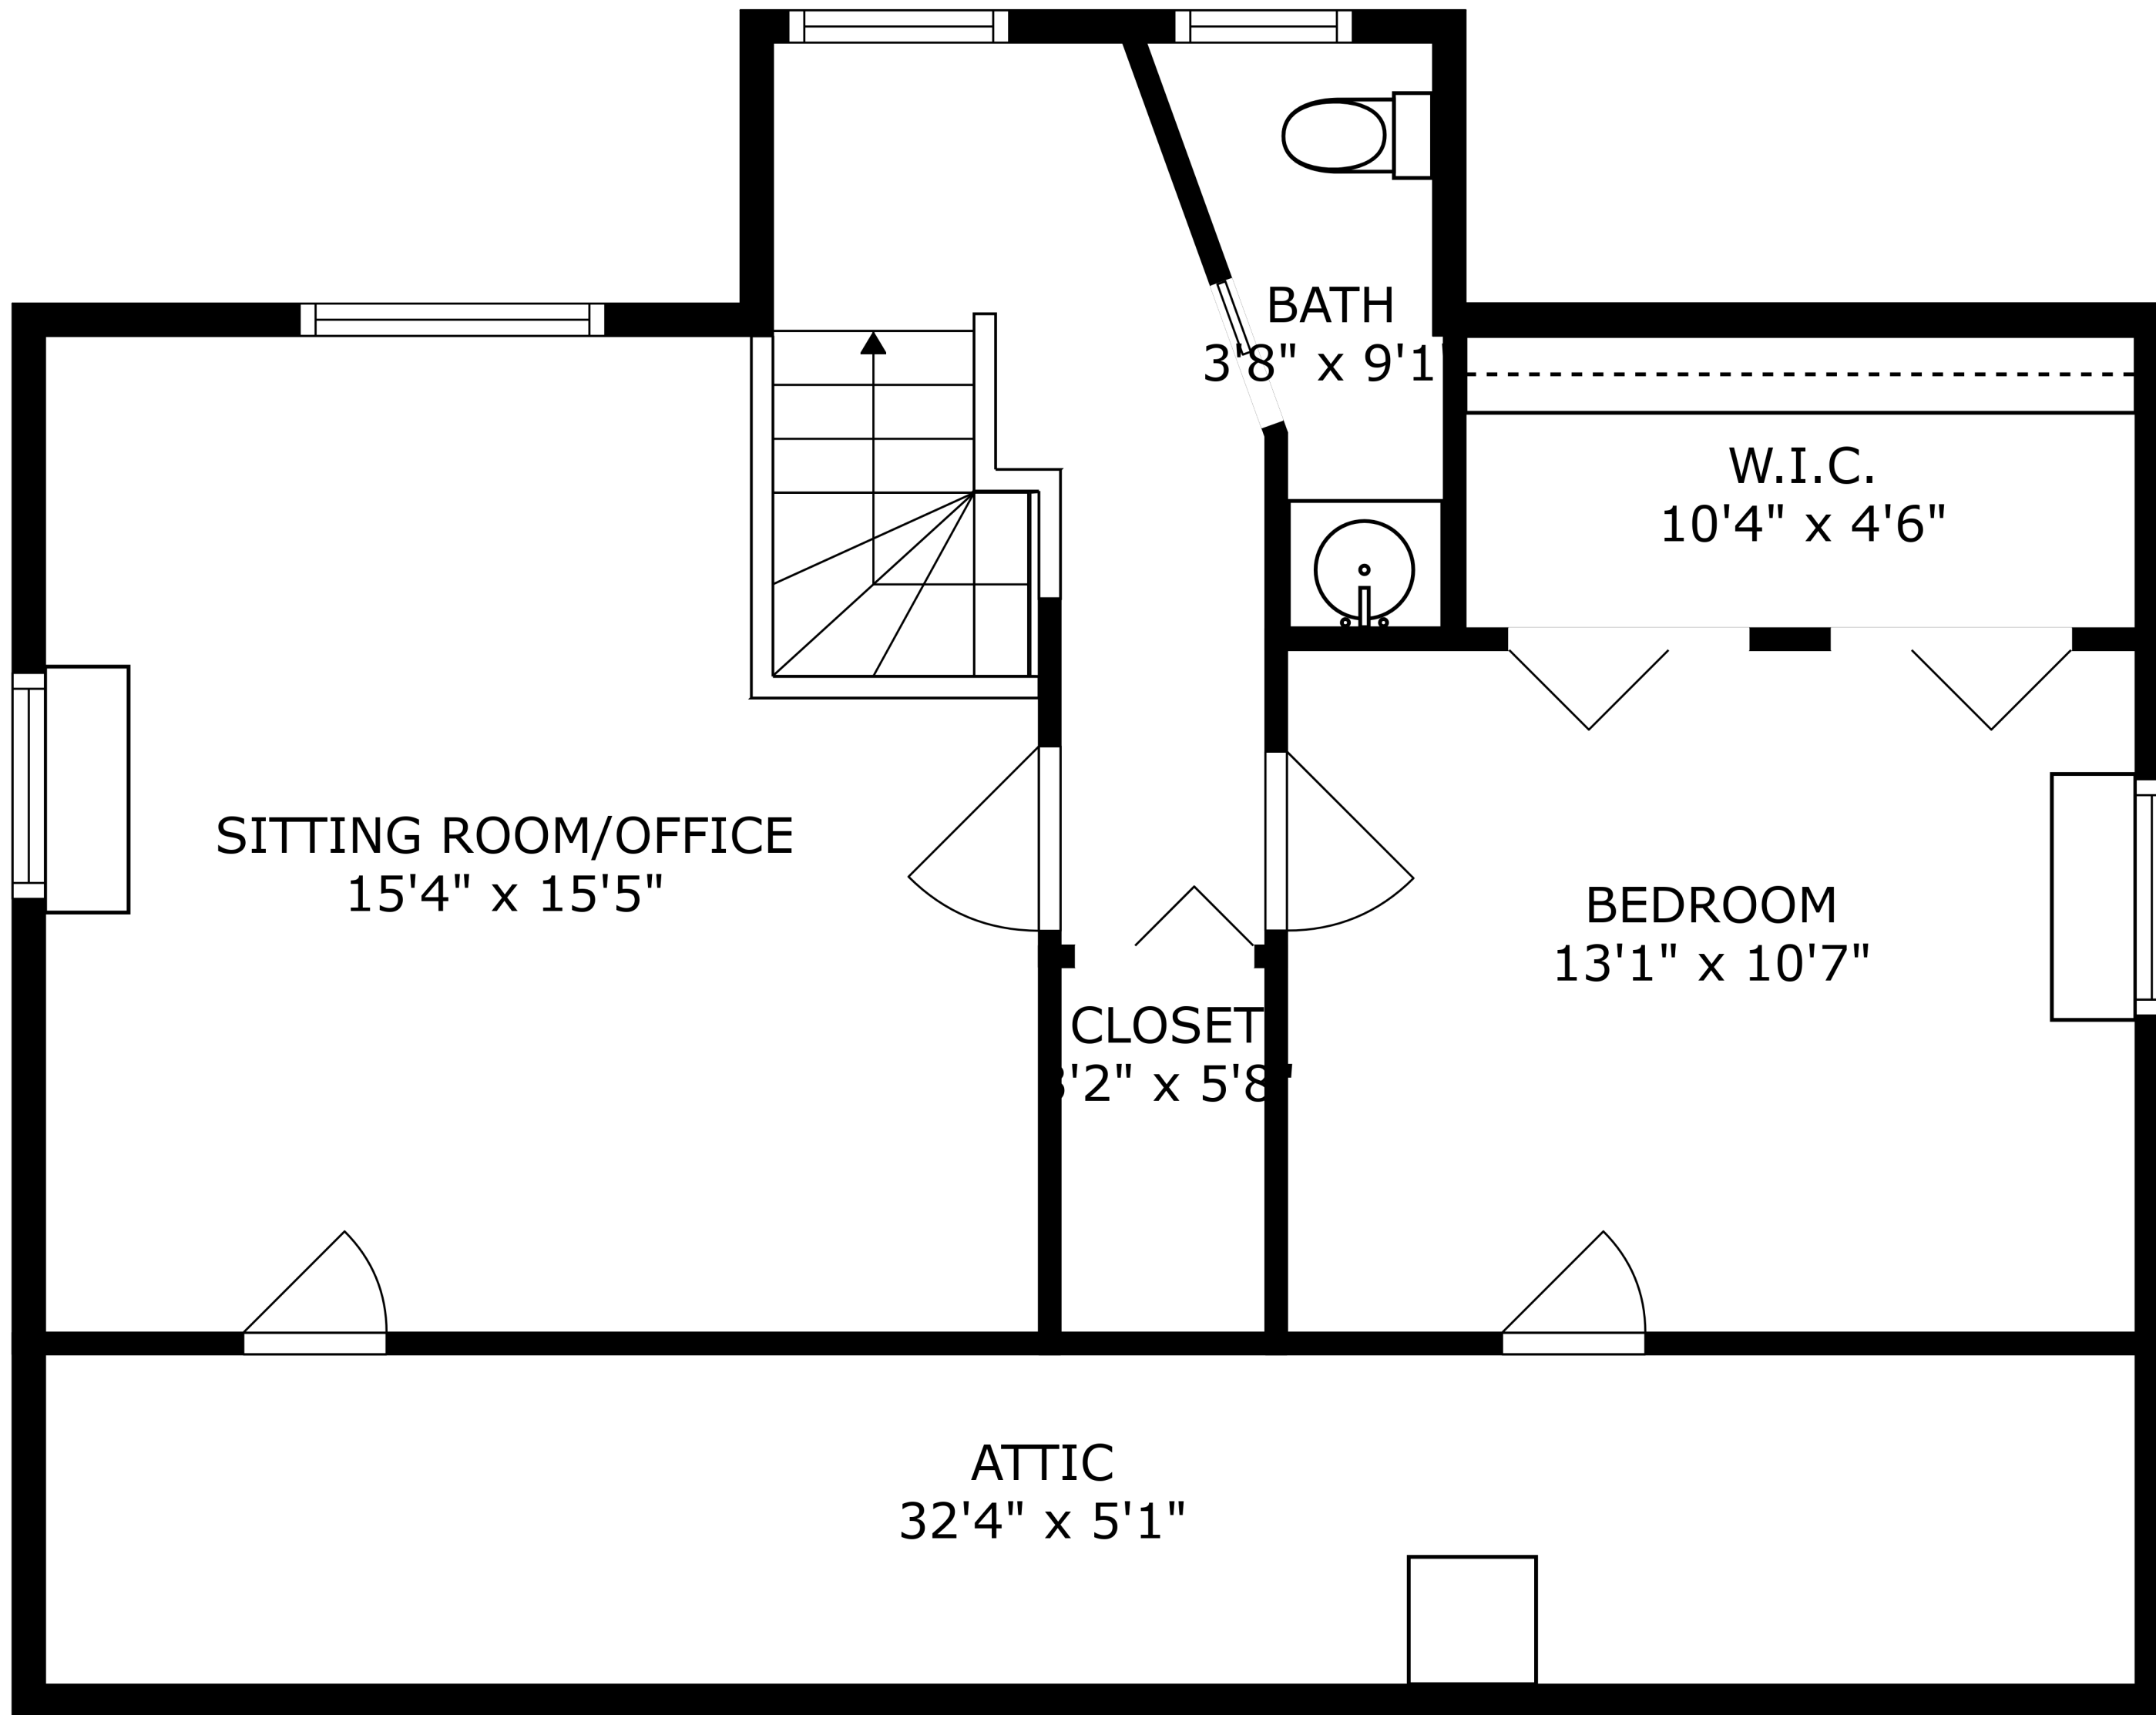 BATH
3'8" x 9'1"
W.I.C.
10'4" x 4'6"
SITTING ROOM/OFFICE
15'4" x 15'5"
BEDROOM
13'1" x 10'7"
CLOSET
3'2" x 5'8"
ATTIC
32'4" x 5'1"